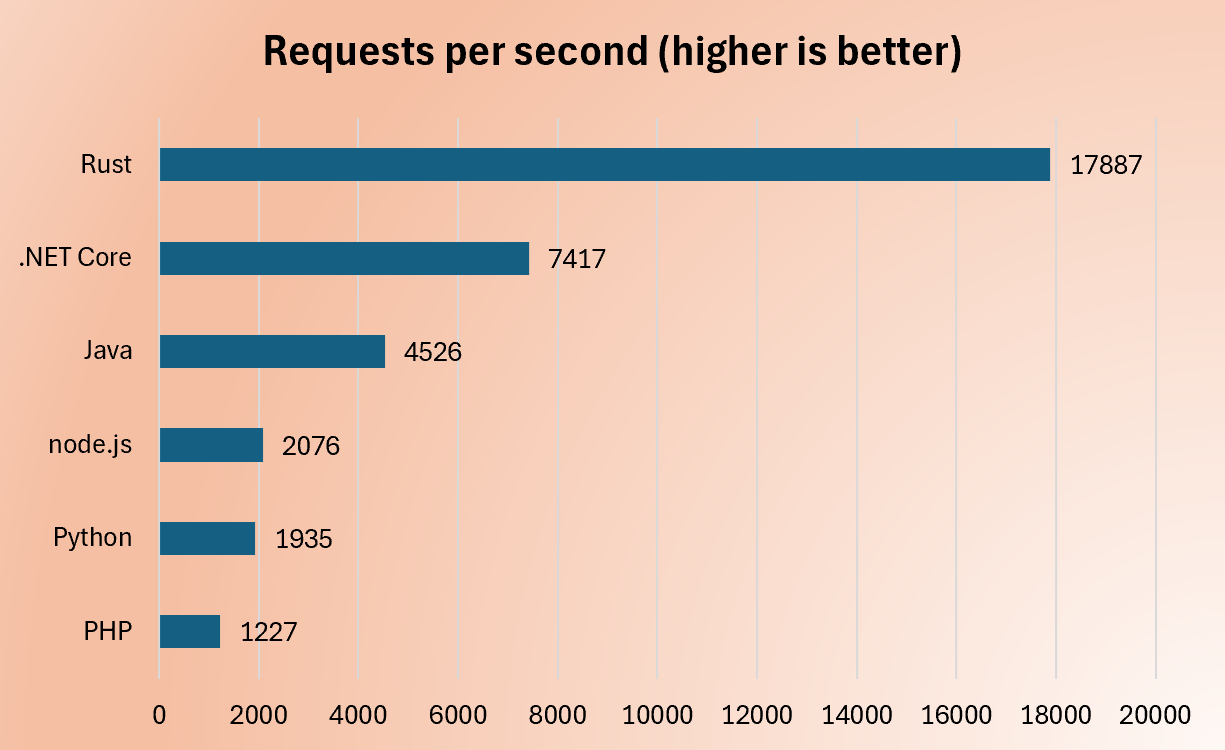 Requests per second (higher is better)
Rust 17887
.NET Core 7417
Java 4526
node.js 2076
Python 1935
PHP 1227
0 2000 4000 6000 8000 10000 12000 14000 16000 18000 20000